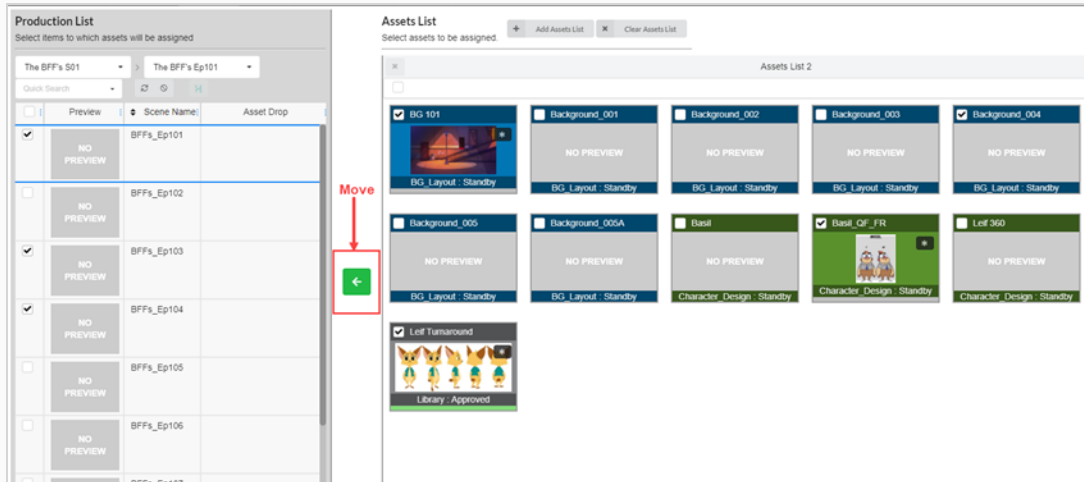 Production List
Select items to which assets will be assigned
The BFF's S01 > The BFF's Ep101
Quick Search
Preview Scene Name Asset Drop
NO PREVIEW BFFs_Ep101
NO PREVIEW BFFs_Ep102
NO PREVIEW BFFs_Ep103
NO PREVIEW BFFs_Ep104
NO PREVIEW BFFs_Ep105
NO PREVIEW BFFs_Ep106
Move
Assets List
Select assets to be assigned.
Add Assets List Clear Assets List
Assets List 2
BG 101
BG_Layout : Standby
Background_001
NO PREVIEW
BG_Layout : Standby
Background_002
NO PREVIEW
BG_Layout : Standby
Background_003
NO PREVIEW
BG_Layout : Standby
Background_004
NO PREVIEW
BG_Layout : Standby
Background_005
NO PREVIEW
BG_Layout : Standby
Background_005A
NO PREVIEW
BG_Layout : Standby
Basil
NO PREVIEW
Character_Design : Standby
Basil_QF_FR
Character_Design : Standby
Leif 360
NO PREVIEW
Character_Design : Standby
Leif Turnaround
Library : Approved